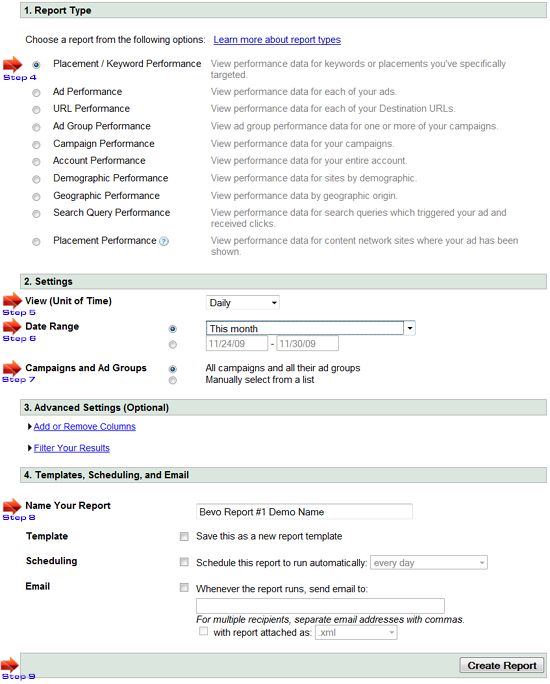 1. Report Type
Choose a report from the following options: Learn more about report types
Step 4
Placement / Keyword Performance View performance data for keywords or placements you've specifically
targeted.
Ad Performance View performance data for each of your ads.
URL Performance View performance data for each of your Destination URLs.
Ad Group Performance View ad group performance data for one or more of your campaigns.
Campaign Performance View performance data for your campaigns.
Account Performance View performance data for your entire account.
Demographic Performance View performance data for sites by demographic.
Geographic Performance View performance data by geographic origin.
Search Query Performance View performance data for search queries which triggered your ad and
received clicks.
Placement Performance ? View performance data for content network sites where your ad has been
shown.
2. Settings
View (Unit of Time) Daily
Step 5
Date Range This month
Step 6
11/24/09 - 11/30/09
Campaigns and Ad Groups All campaigns and all their ad groups
Step 7
Manually select from a list
3. Advanced Settings (Optional)
Add or Remove Columns
Filter Your Results
4. Templates, Scheduling, and Email
Name Your Report Bevo Report #1 Demo Name
Step 8
Template Save this as a new report template
Scheduling Schedule this report to run automatically: every day
Email Whenever the report runs, send email to:
For multiple recipients, separate email addresses with commas.
with report attached as: .xml
Step 9
Create Report